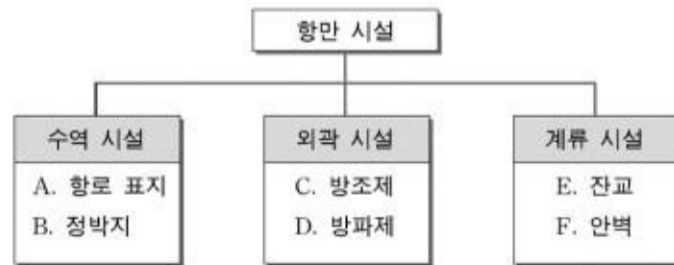 항만 시설
수역 시설
A. 항로 표지
B. 정박지
외곽 시설
C. 방조제
D. 방파제
계류 시설
E. 잔교
F. 안벽